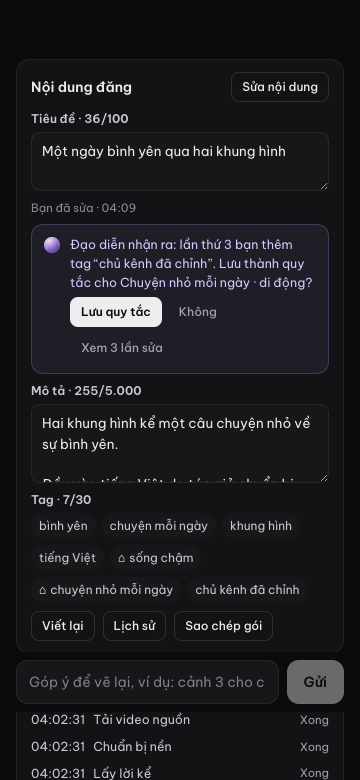 Nội dung đăng
Sửa nội dung
Tiêu đề · 36/100
Một ngày bình yên qua hai khung hình
Bạn đã sửa · 04:09
Đạo diễn nhận ra: lần thứ 3 bạn thêm
tag “chủ kênh đã chỉnh”. Lưu thành quy
tắc cho Chuyện nhỏ mỗi ngày · di động?
Lưu quy tắc
Không
Xem 3 lần sửa
Mô tả · 255/5.000
Hai khung hình kể một câu chuyện nhỏ về
sự bình yên.
Tag · 7/30
bình yên
chuyện mỗi ngày
khung hình
tiếng Việt
⌂ sống chậm
⌂ chuyện nhỏ mỗi ngày
chủ kênh đã chỉnh
Viết lại
Lịch sử
Sao chép gói
Góp ý để vẽ lại, ví dụ: cảnh 3 cho c
Gửi
04:02:31 Tải video nguồn Xong
04:02:31 Chuẩn bị nền Xong
04:02:31 Lấy lời kể Xong